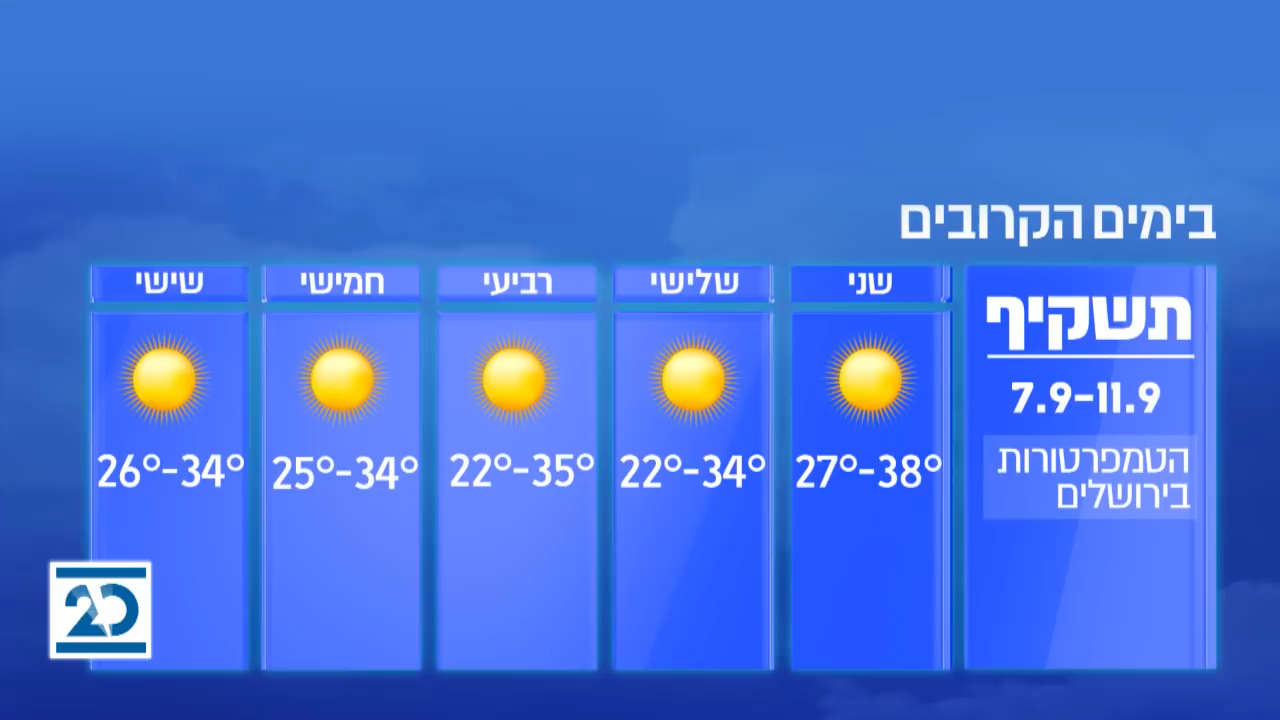 בימים הקרובים
תשקיף
7.9-11.9
הטמפרטורות
בירושלים
שני
27°-38°
שלישי
22°-34°
רביעי
22°-35°
חמישי
25°-34°
שישי
26°-34°
20